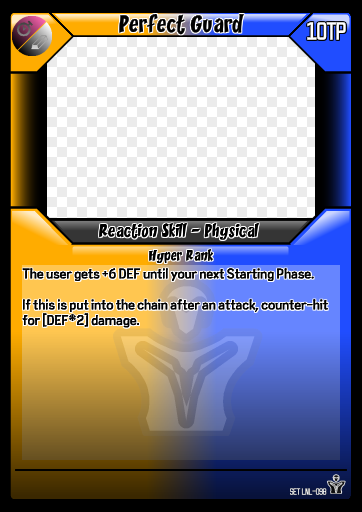 Perfect Guard
10TP
Reaction Skill - Physical
Hyper Rank
The user gets +6 DEF until your next Starting Phase.
If this is put into the chain after an attack, counter-hit
for [DEF*2] damage.
SET LNL-098